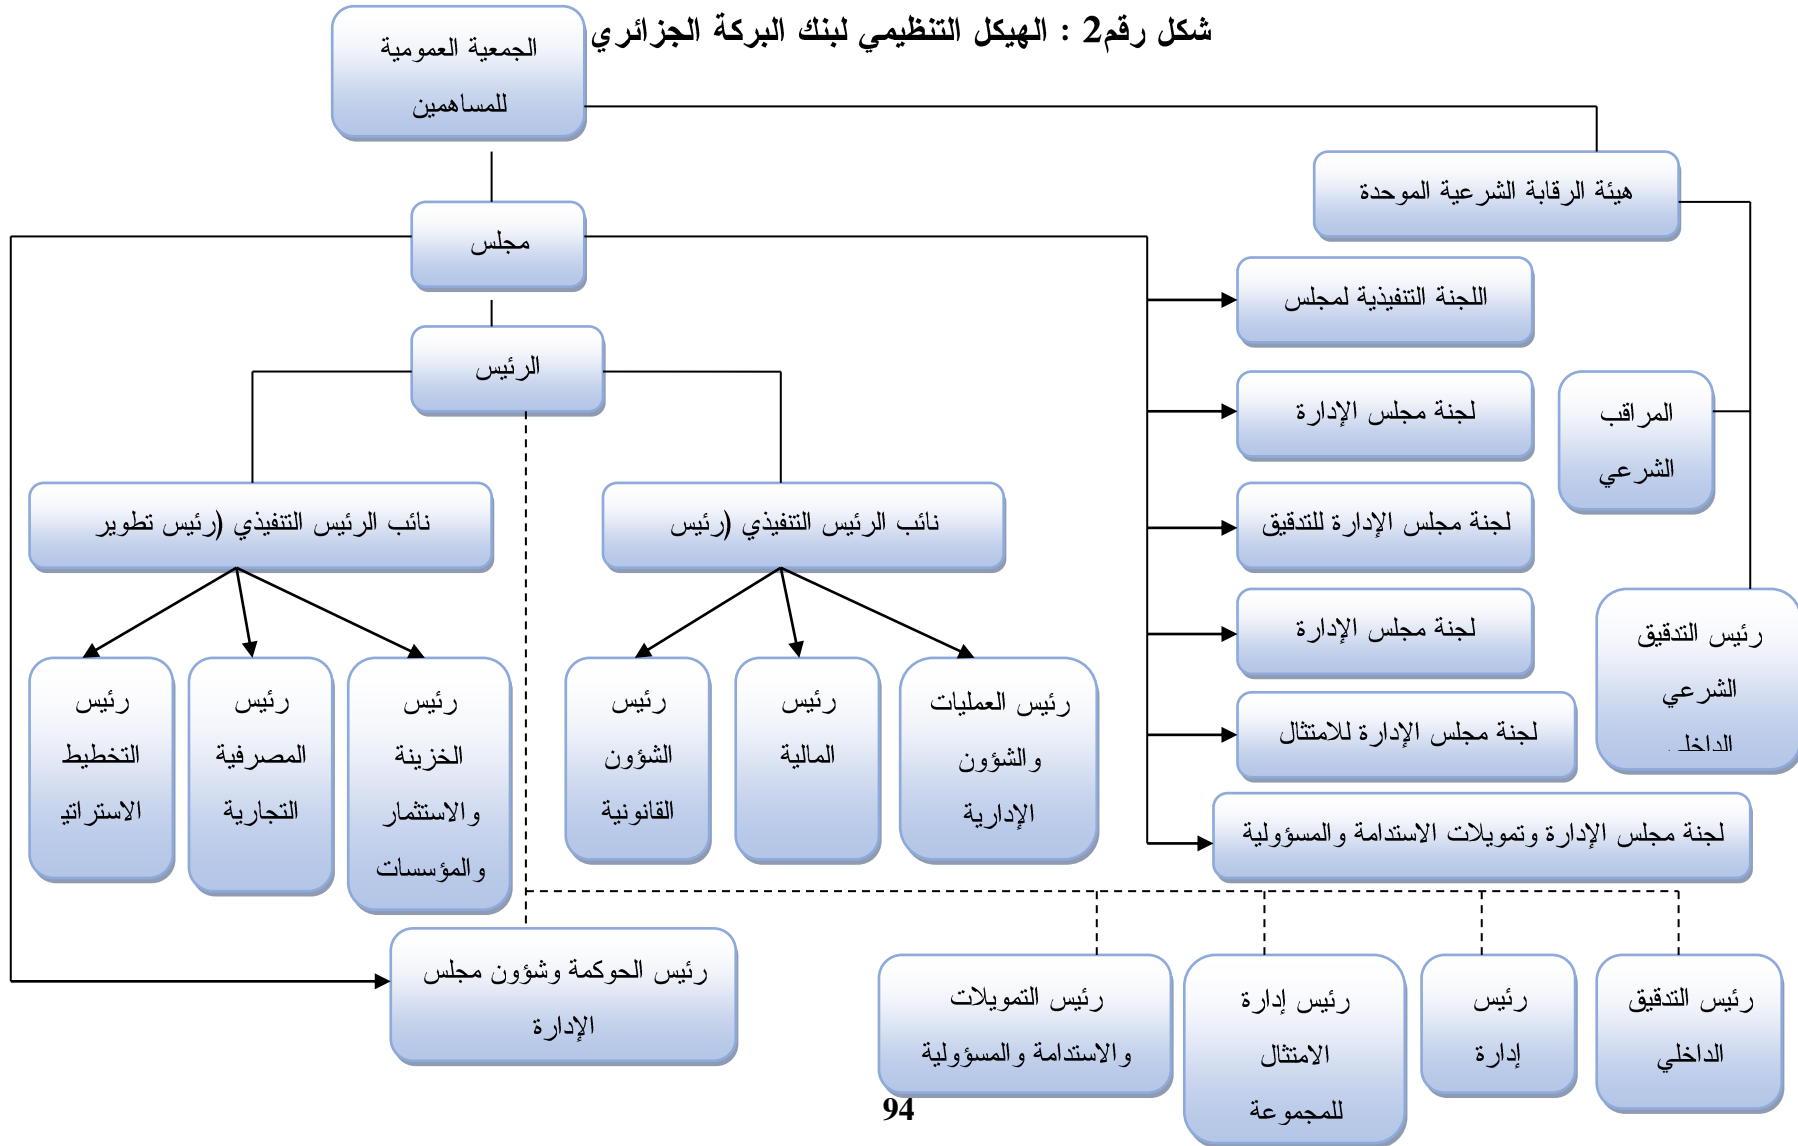 شكل رقم2 : الهيكل التنظيمي لبنك البركة الجزائري
الجمعية العمومية
للمساهمين
هيئة الرقابة الشرعية الموحدة
مجلس
اللجنة التنفيذية لمجلس
الرئيس
لجنة مجلس الإدارة
المراقب
الشرعي
لجنة مجلس الإدارة للتدقيق
نائب الرئيس التنفيذي (رئيس
نائب الرئيس التنفيذي (رئيس تطوير
لجنة مجلس الإدارة
رئيس التدقيق
الشرعي
الداخلي
لجنة مجلس الإدارة للامتثال
رئيس العمليات
والشؤون
الإدارية
رئيس
المالية
رئيس
الشؤون
القانونية
رئيس
الخزينة
والاستثمار
والمؤسسات
رئيس
المصرفية
التجارية
رئيس
التخطيط
الاستراتي
لجنة مجلس الإدارة وتمويلات الاستدامة والمسؤولية
رئيس التدقيق
الداخلي
رئيس
إدارة
رئيس إدارة
الامتثال
للمجموعة
رئيس التمويلات
والاستدامة والمسؤولية
رئيس الحوكمة وشؤون مجلس
الإدارة
94